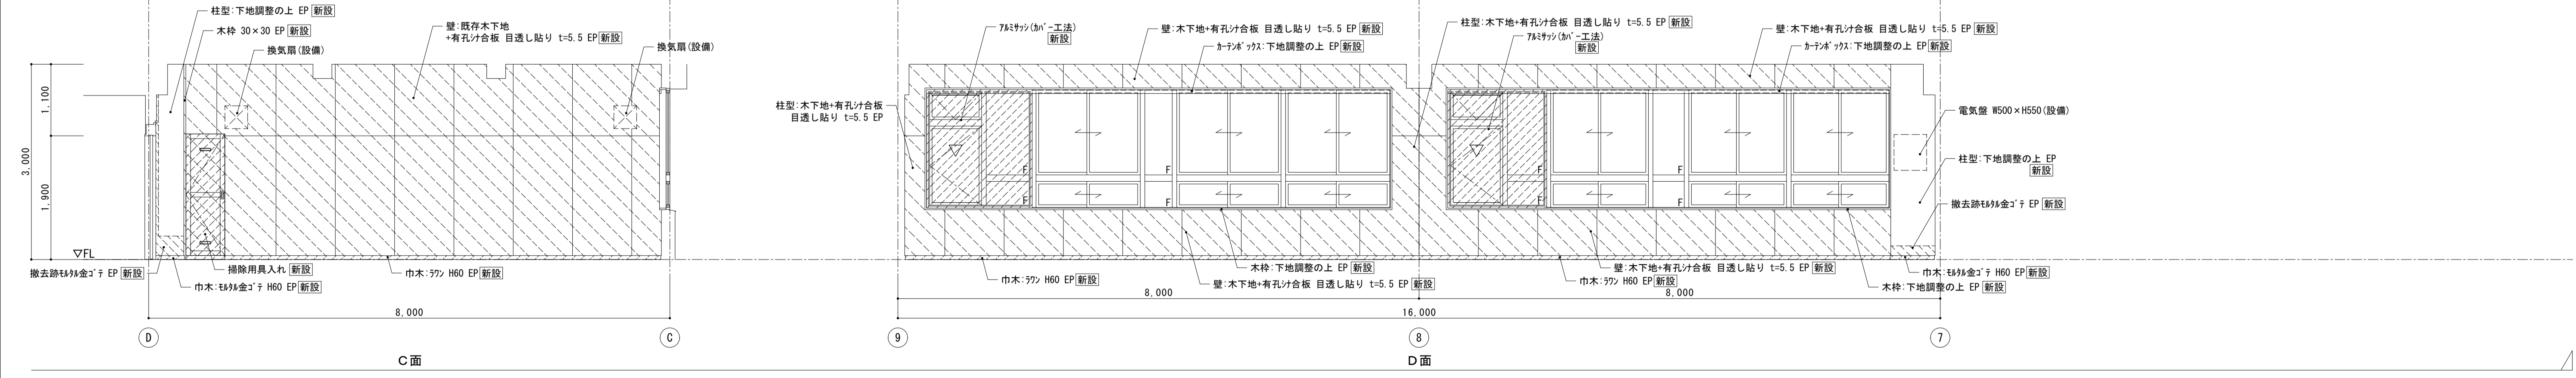 柱型:下地調整の上 EP 新設
木枠 30×30 EP 新設
換気扇(設備)
壁:既存木下地
+有孔ｼﾅ合板 目透し貼り t=5.5 EP 新設
換気扇(設備)
1,100
3,000
1,900
▽FL
撤去跡ﾓﾙﾀﾙ金ｺﾞﾃ EP 新設
掃除用具入れ 新設
巾木:ﾓﾙﾀﾙ金ｺﾞﾃ H60 EP 新設
巾木:ﾗﾜﾝ H60 EP 新設
8,000
D
C
C面
ｱﾙﾐｻｯｼ(ｶﾊﾞｰ工法)
新設
壁:木下地+有孔ｼﾅ合板 目透し貼り t=5.5 EP 新設
ｶｰﾃﾝﾎﾞｯｸｽ:下地調整の上 EP 新設
柱型:木下地+有孔ｼﾅ合板 目透し貼り t=5.5 EP 新設
ｱﾙﾐｻｯｼ(ｶﾊﾞｰ工法)
新設
壁:木下地+有孔ｼﾅ合板 目透し貼り t=5.5 EP 新設
ｶｰﾃﾝﾎﾞｯｸｽ:下地調整の上 EP 新設
柱型:木下地+有孔ｼﾅ合板
目透し貼り t=5.5 EP
電気盤 W500×H550(設備)
柱型:下地調整の上 EP
新設
撤去跡ﾓﾙﾀﾙ金ｺﾞﾃ EP 新設
F
F
F
F
F
F
F
F
巾木:ﾗﾜﾝ H60 EP 新設
木枠:下地調整の上 EP 新設
壁:木下地+有孔ｼﾅ合板 目透し貼り t=5.5 EP 新設
壁:木下地+有孔ｼﾅ合板 目透し貼り t=5.5 EP 新設
巾木:ﾗﾜﾝ H60 EP 新設
巾木:ﾓﾙﾀﾙ金ｺﾞﾃ H60 EP 新設
木枠:下地調整の上 EP 新設
8,000
8,000
16,000
9
8
7
D面